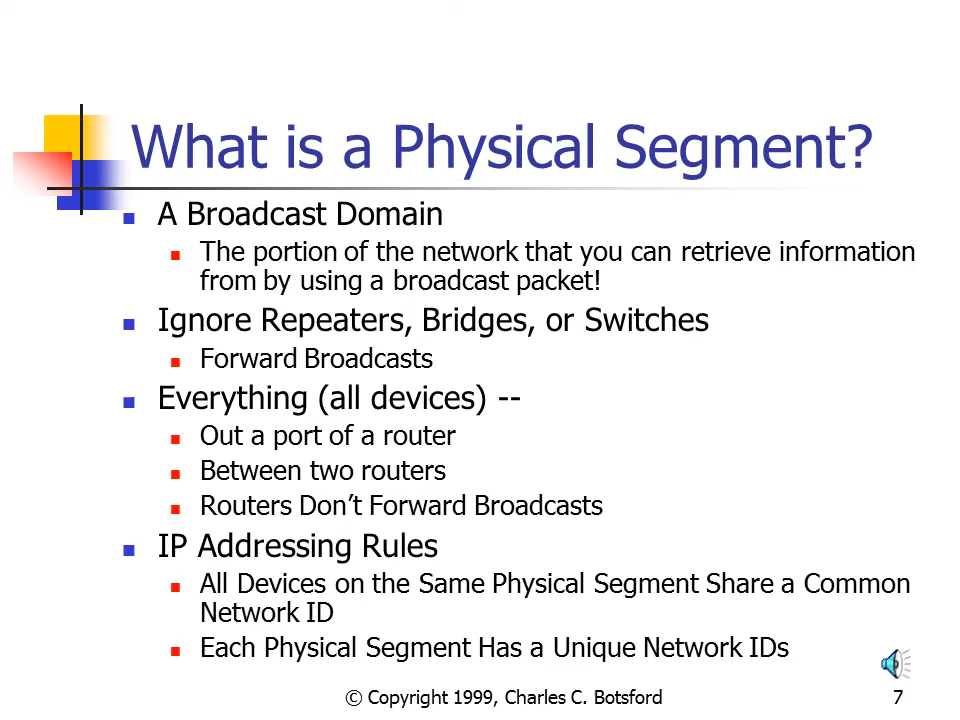 What is a Physical Segment?
A Broadcast Domain
The portion of the network that you can retrieve information
from by using a broadcast packet!
Ignore Repeaters, Bridges, or Switches
Forward Broadcasts
Everything (all devices) --
Out a port of a router
Between two routers
Routers Don’t Forward Broadcasts
IP Addressing Rules
All Devices on the Same Physical Segment Share a Common
Network ID
Each Physical Segment Has a Unique Network IDs
© Copyright 1999, Charles C. Botsford
7